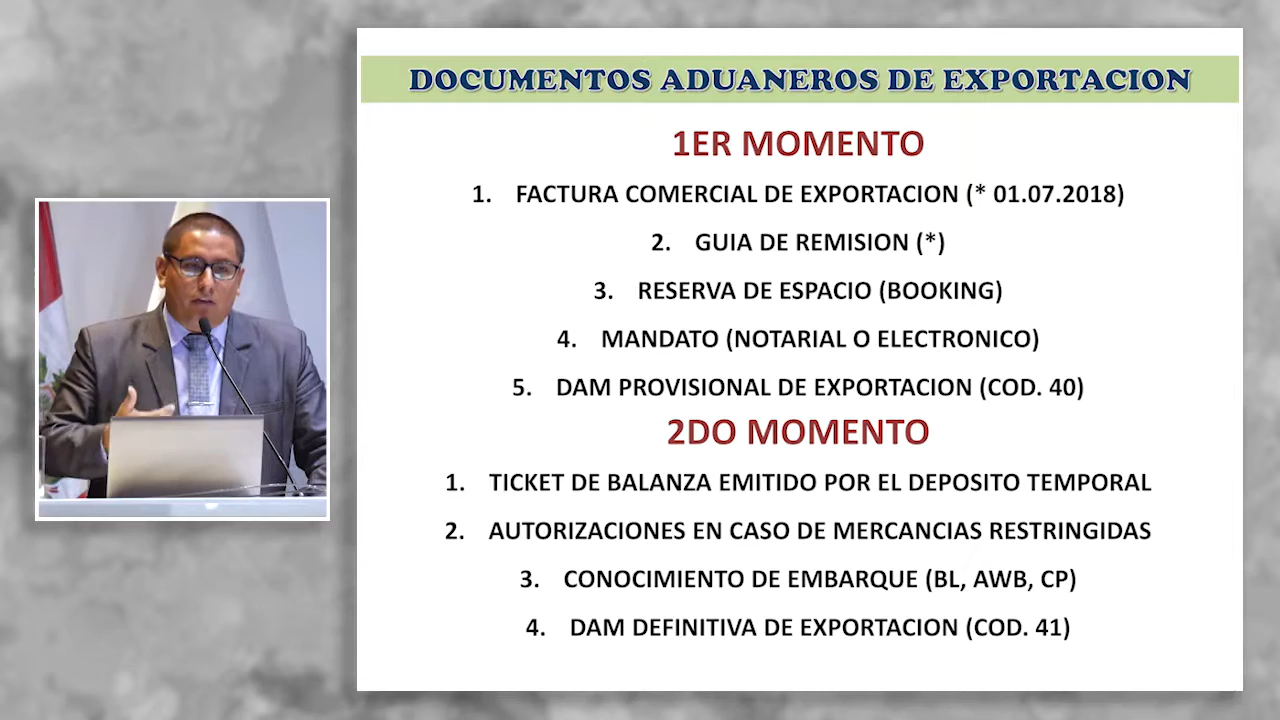 DOCUMENTOS ADUANEROS DE EXPORTACION
1ER MOMENTO
1. FACTURA COMERCIAL DE EXPORTACION (* 01.07.2018)
2. GUIA DE REMISION (*)
3. RESERVA DE ESPACIO (BOOKING)
4. MANDATO (NOTARIAL O ELECTRONICO)
5. DAM PROVISIONAL DE EXPORTACION (COD. 40)
2DO MOMENTO
1. TICKET DE BALANZA EMITIDO POR EL DEPOSITO TEMPORAL
2. AUTORIZACIONES EN CASO DE MERCANCIAS RESTRINGIDAS
3. CONOCIMIENTO DE EMBARQUE (BL, AWB, CP)
4. DAM DEFINITIVA DE EXPORTACION (COD. 41)